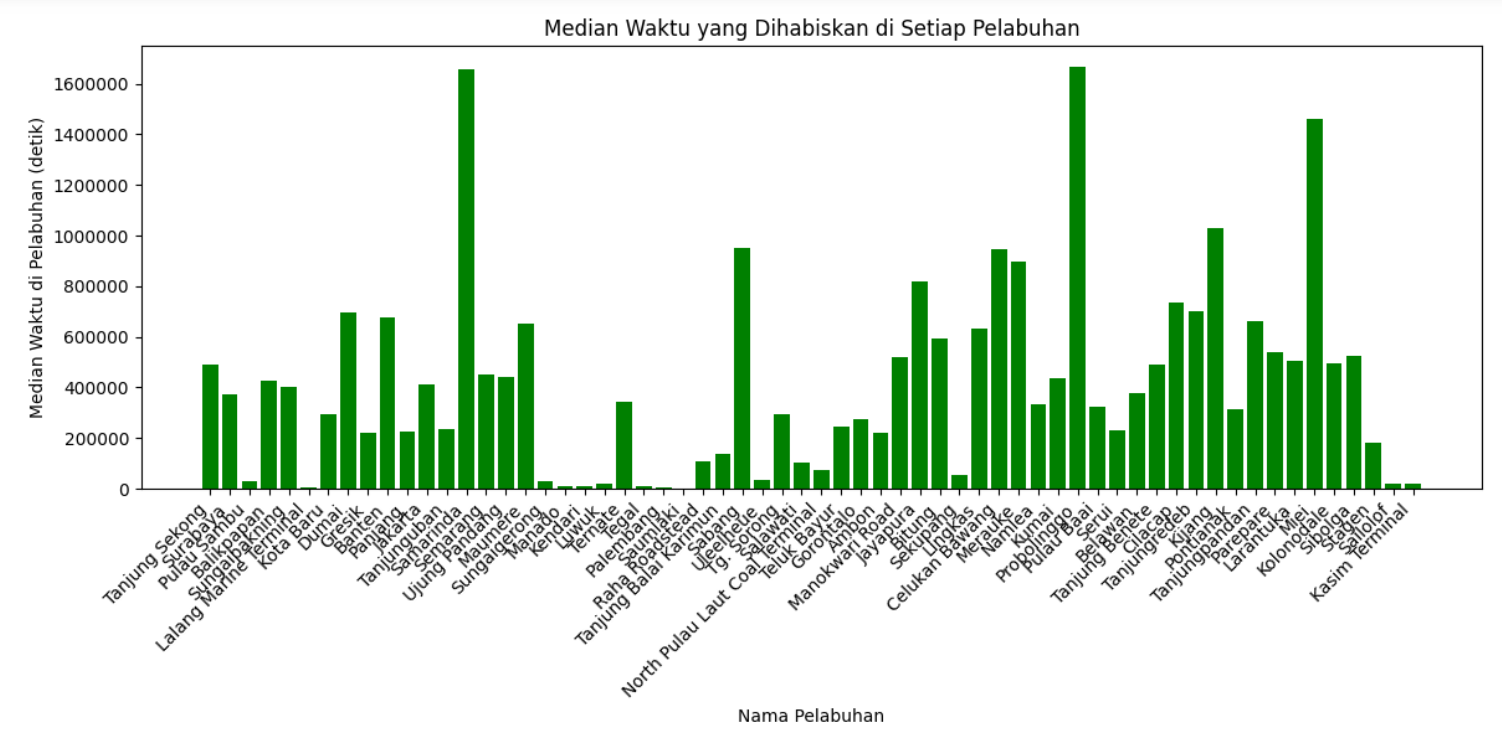 Median Waktu yang Dihabiskan di Setiap Pelabuhan
Median Waktu di Pelabuhan (detik)
1600000
1400000
1200000
1000000
800000
600000
400000
200000
0
Tanjung Sekong
Surabaya
Pulau Sambu
Balikpapan
Sungaipakning
Lalang Marine Terminal
Kota Baru
Dumai
Gresik
Banten
Panjang
Jakarta
Tanjunguban
Samarinda
Semarang
Ujung Pandang
Maumere
Sungaigerong
Manado
Kendari
Luwuk
Ternate
Tegal
Palembang
Saumlaki
Raha Roadstead
Tanjung Balai Karimun
Sabang
Uleelheue
Tg. Sorong
Salawati
North Pulau Laut Coal Terminal
Teluk Bayur
Gorontalo
Ambon
Manokwari Road
Jayapura
Bitung
Sekupang
Lingkas
Celukan Bawang
Merauke
Namlea
Kumai
Probolinggo
Pulau Baai
Serui
Belawan
Tanjung Benete
Cilacap
Tanjungredeb
Kijang
Pontianak
Tanjungpandan
Parepare
Larantuka
Kolonodale
Sibolga
Stagen
Sailolof
Kasim Terminal
Nama Pelabuhan